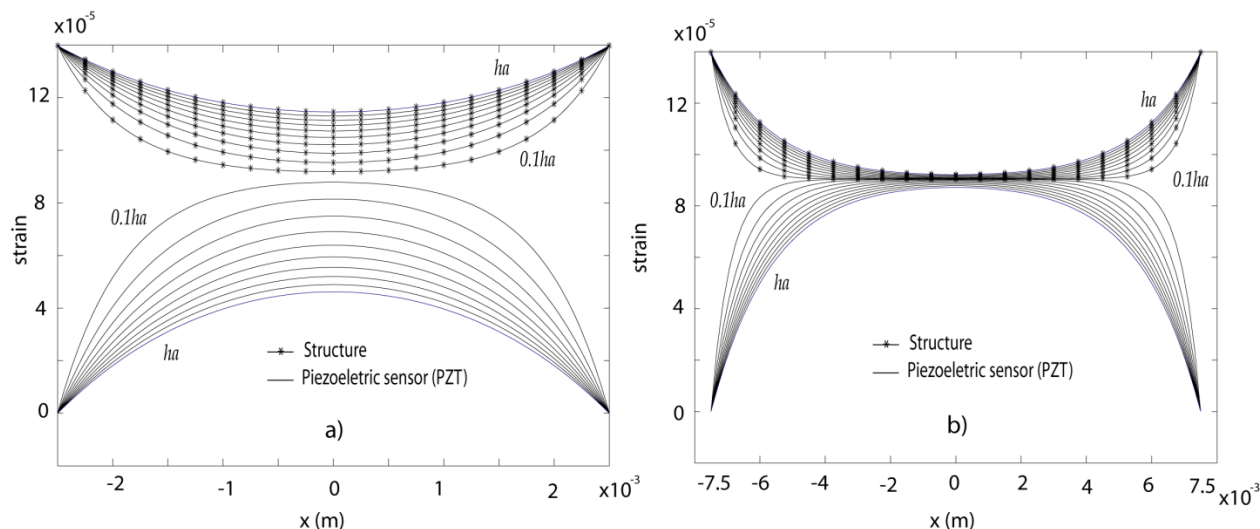 x10-5
12
8
4
0
strain
ha
0.1ha
0.1ha
ha
Structure
Piezoeletric sensor (PZT)
a)
-2
-1
0
1
2
x10-3
x (m)
x10-5
12
8
4
0
strain
ha
0.1ha
0.1ha
ha
Structure
Piezoeletric sensor (PZT)
b)
-7.5
-6
-4
-2
0
2
4
6
7.5
x10-3
x (m)